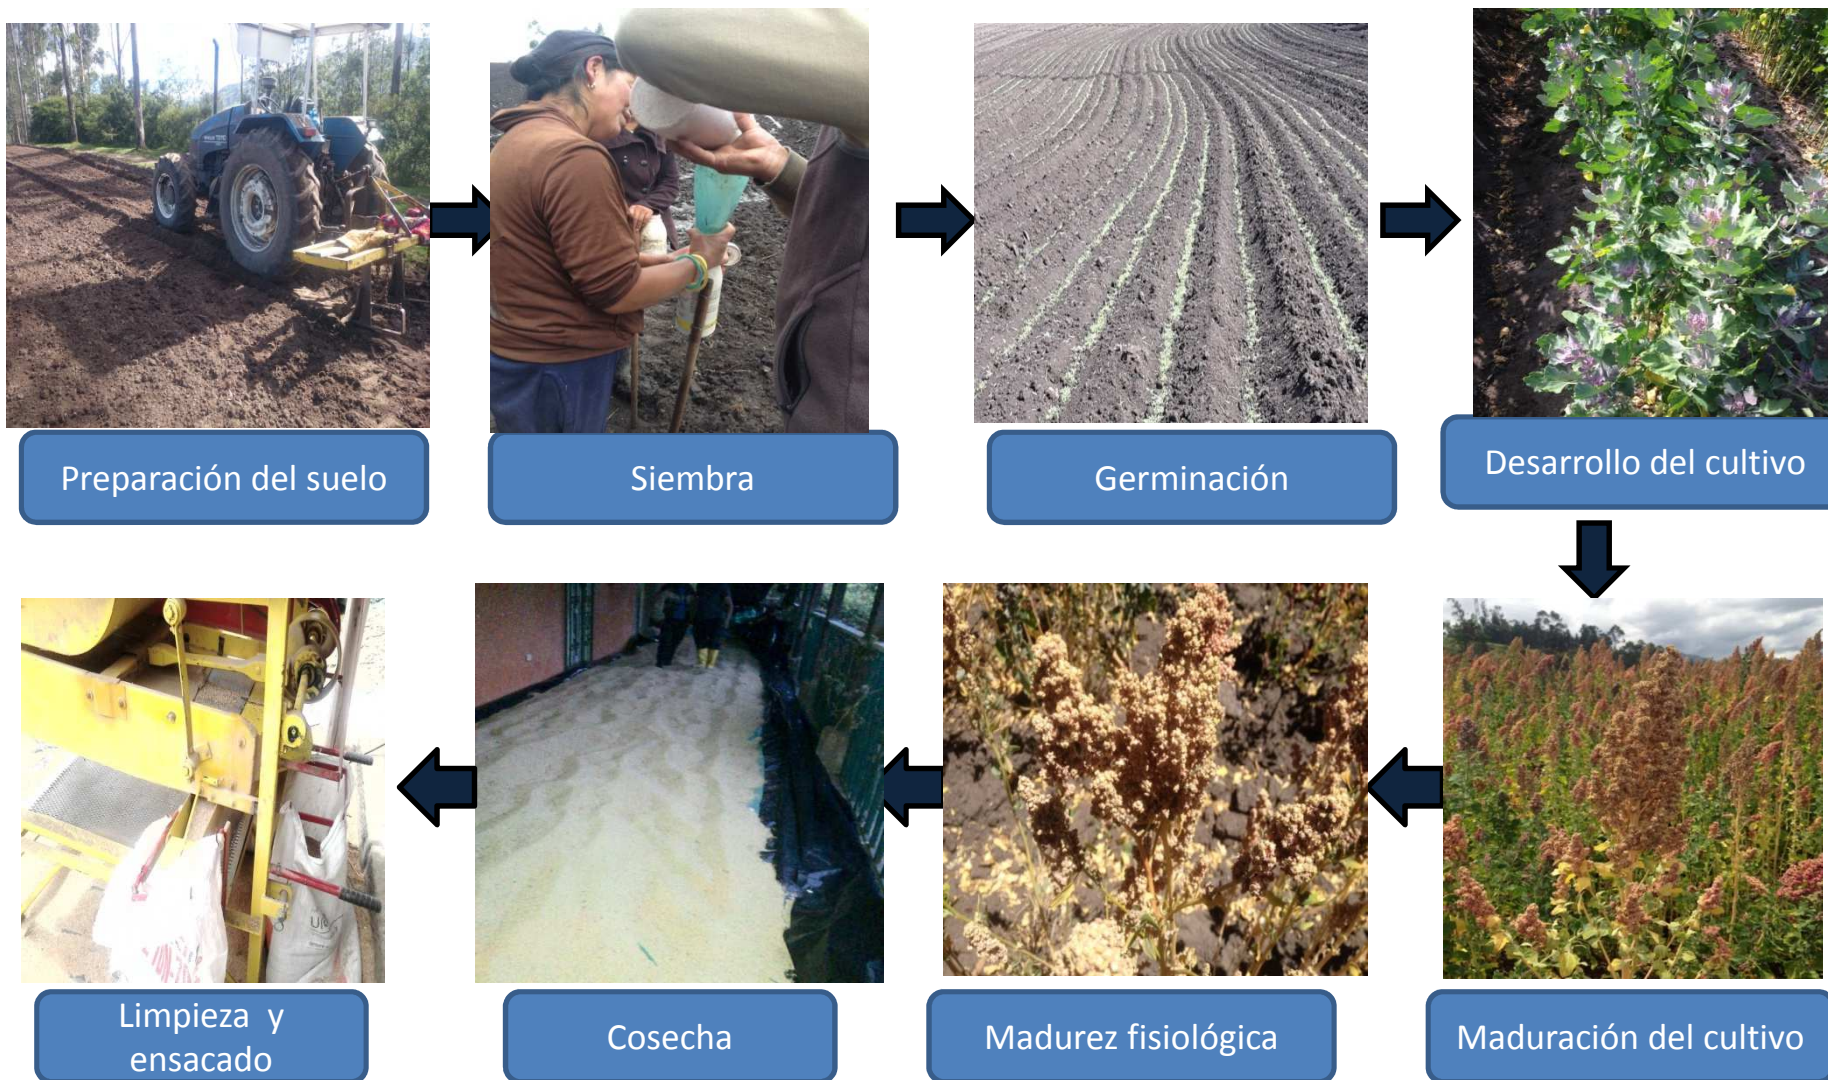 Preparación del suelo
Siembra
Germinación
Desarrollo del cultivo
Limpieza y
ensacado
Cosecha
Madurez fisiológica
Maduración del cultivo